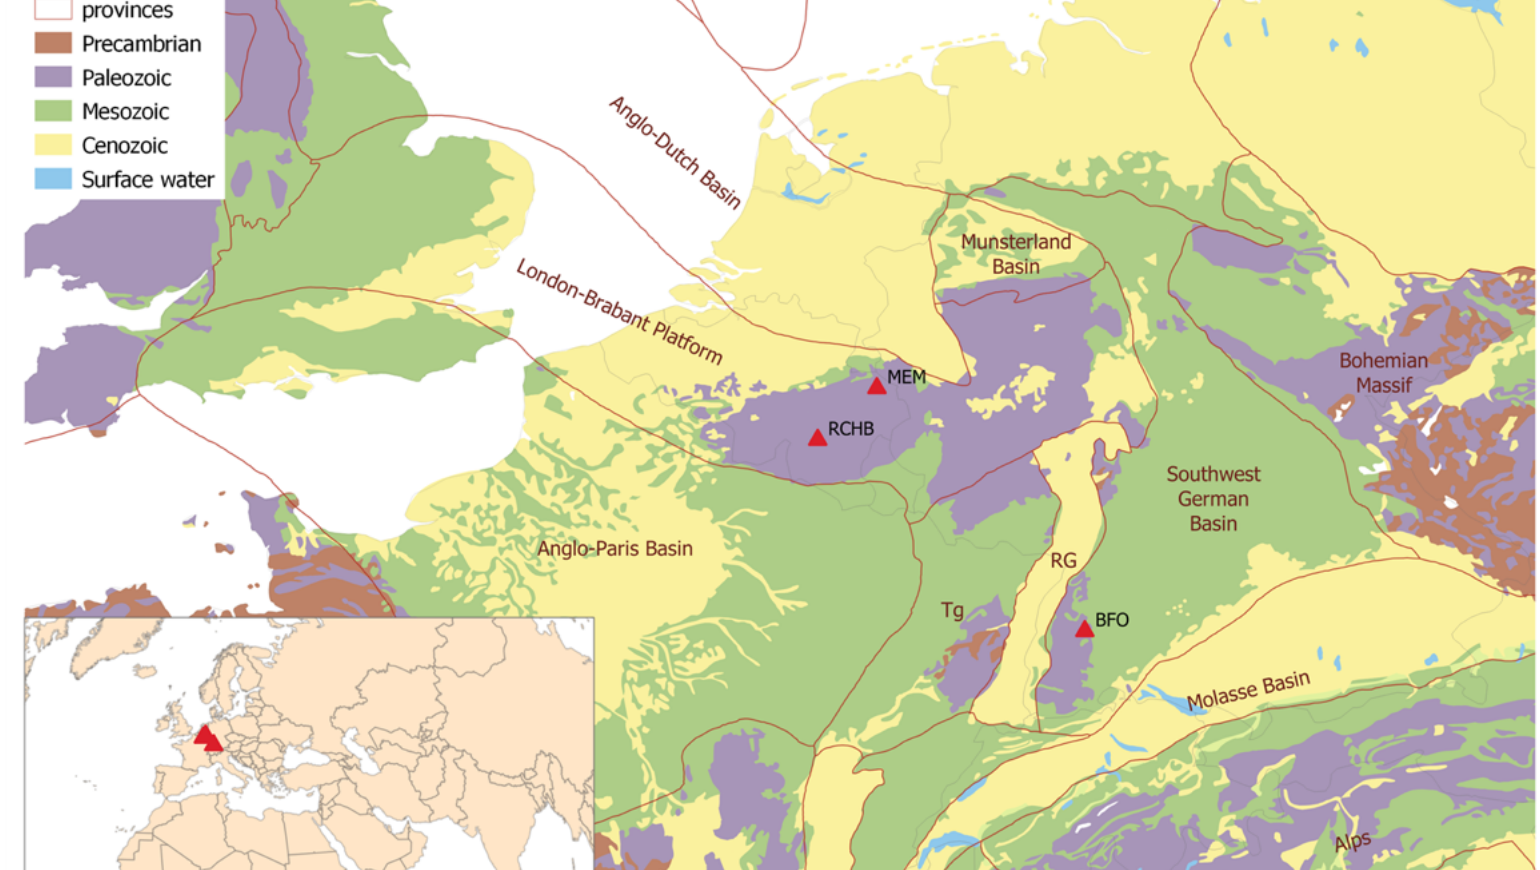 provinces
Precambrian
Paleozoic
Mesozoic
Cenozoic
Surface water
Anglo-Dutch Basin
London-Brabant Platform
Munsterland
Basin
MEM
RCHB
Bohemian
Massif
Southwest
German
Basin
Anglo-Paris Basin
RG
Tg
BFO
Molasse Basin
Alps